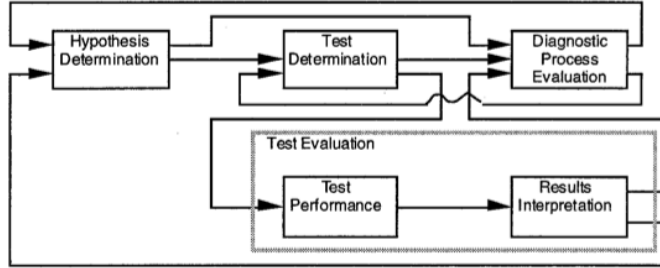 Hypothesis
Determination
Test
Determination
Diagnostic
Process
Evaluation
Test Evaluation
Test
Performance
Results
Interpretation